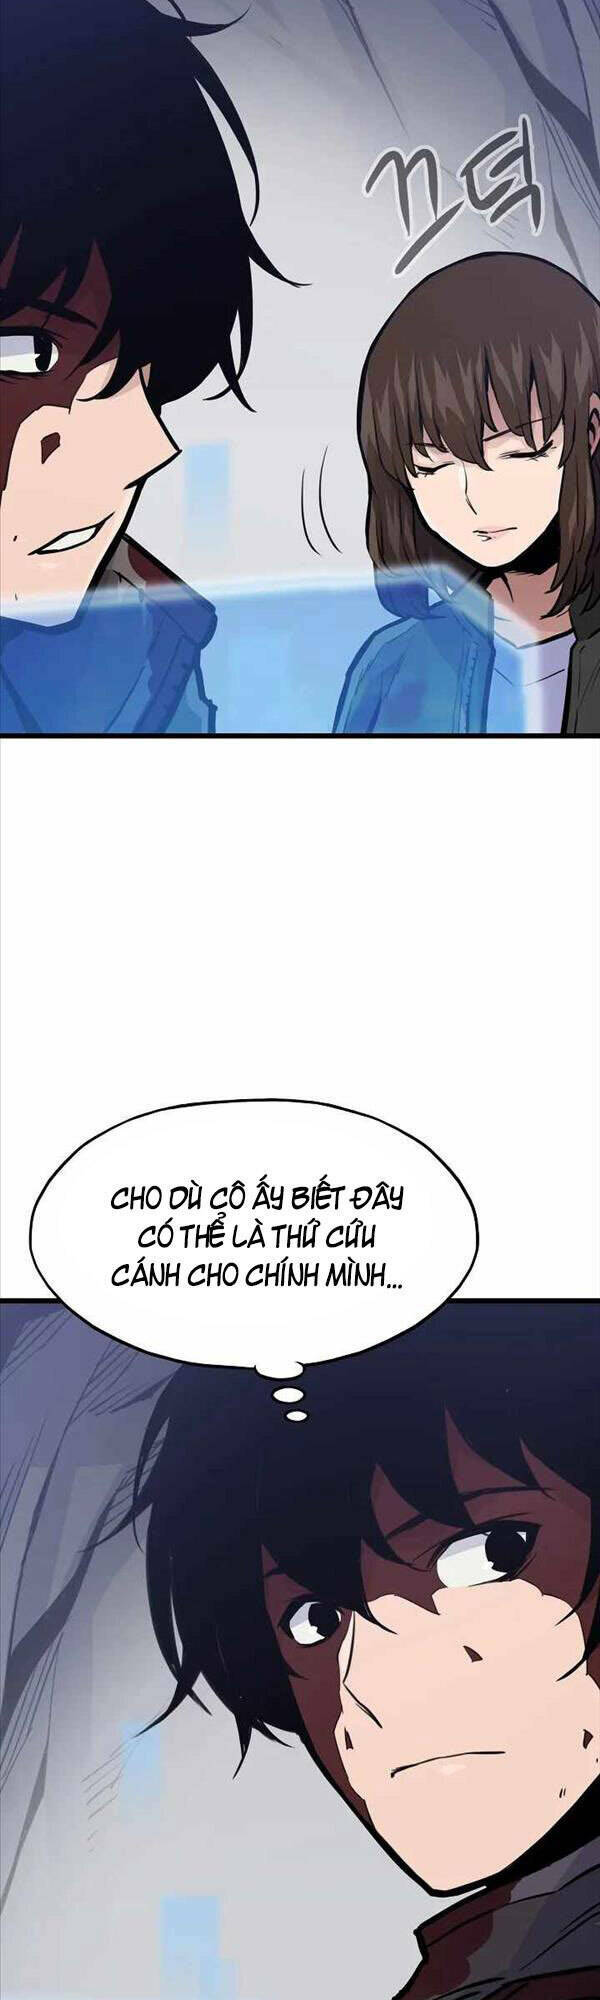 끄덕
CHO DÙ CÔ ẤY BIẾT ĐÂY
CÓ THỂ LÀ THỨ CỨU
CÁNH CHO CHÍNH MÌNH...